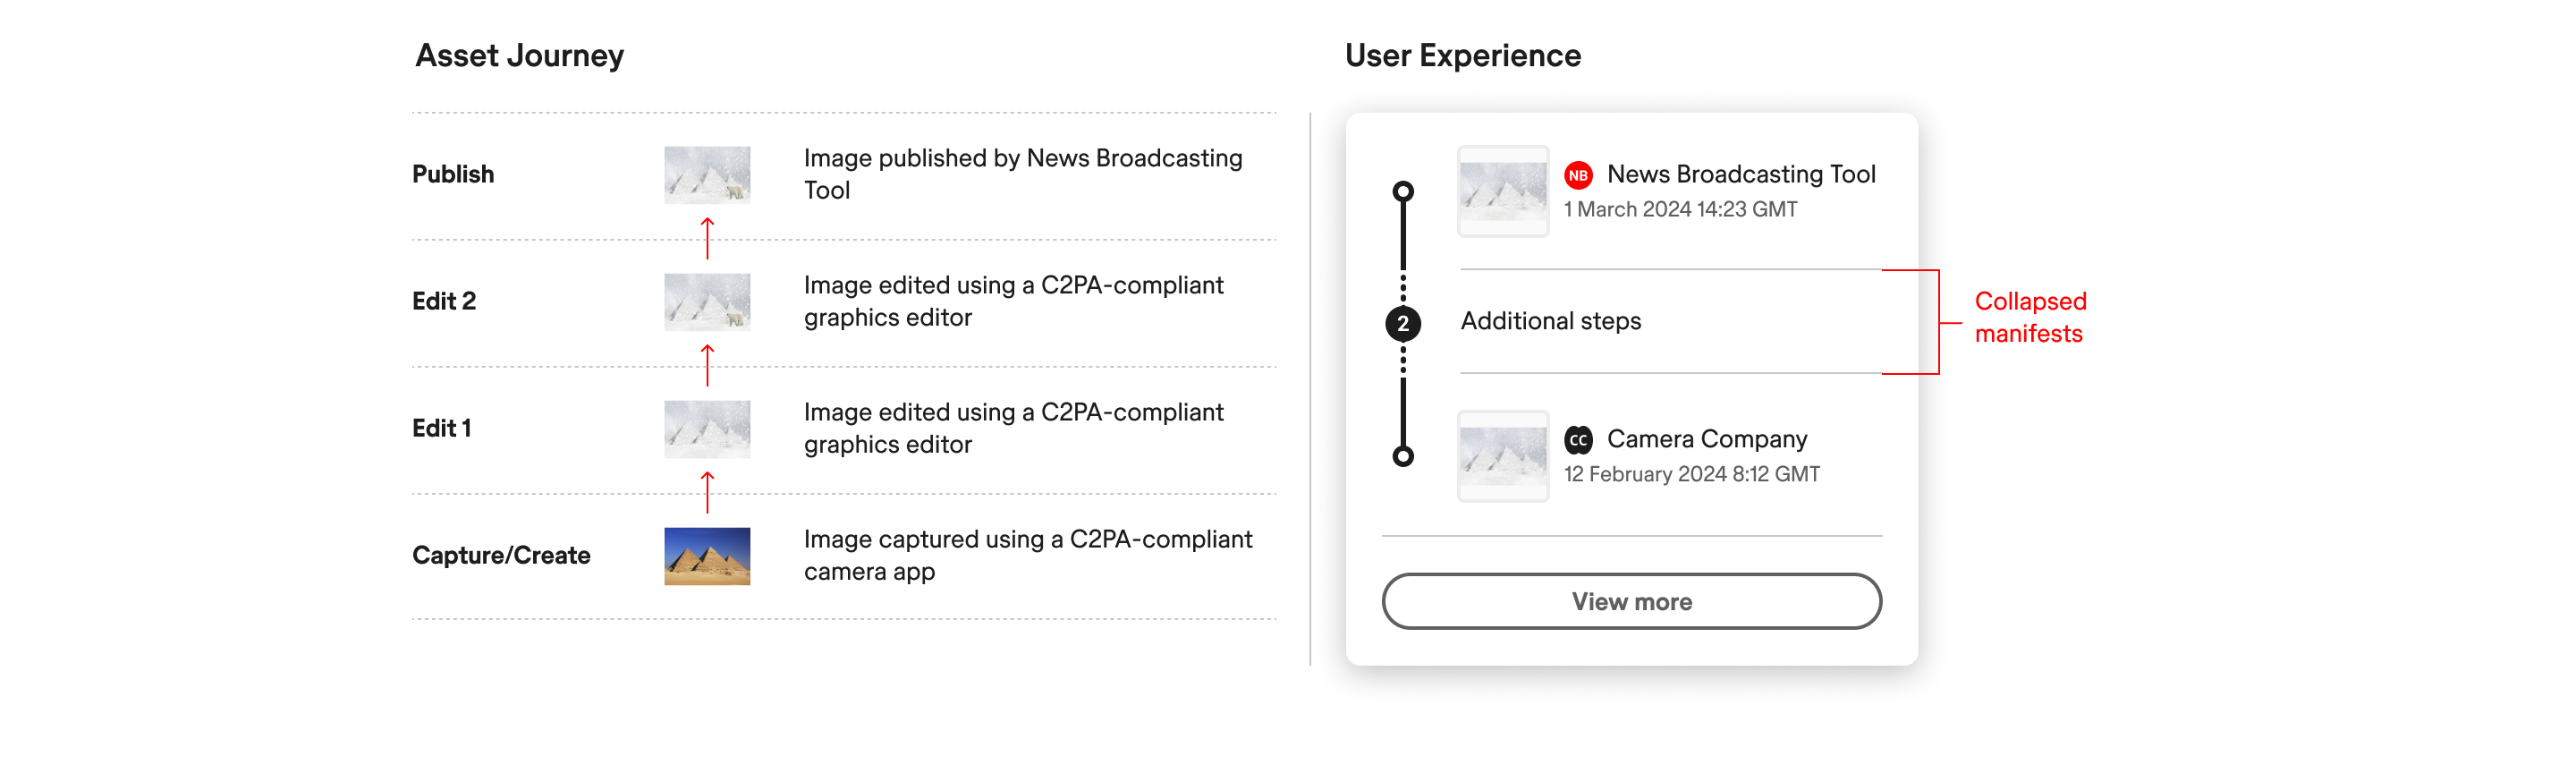 Asset Journey
Publish
Image published by News Broadcasting
Tool
Edit 2
Image edited using a C2PA-compliant
graphics editor
Edit 1
Image edited using a C2PA-compliant
graphics editor
Capture/Create
Image captured using a C2PA-compliant
camera app
User Experience
NB News Broadcasting Tool
1 March 2024 14:23 GMT
2 Additional steps
Collapsed
manifests
CC Camera Company
12 February 2024 8:12 GMT
View more